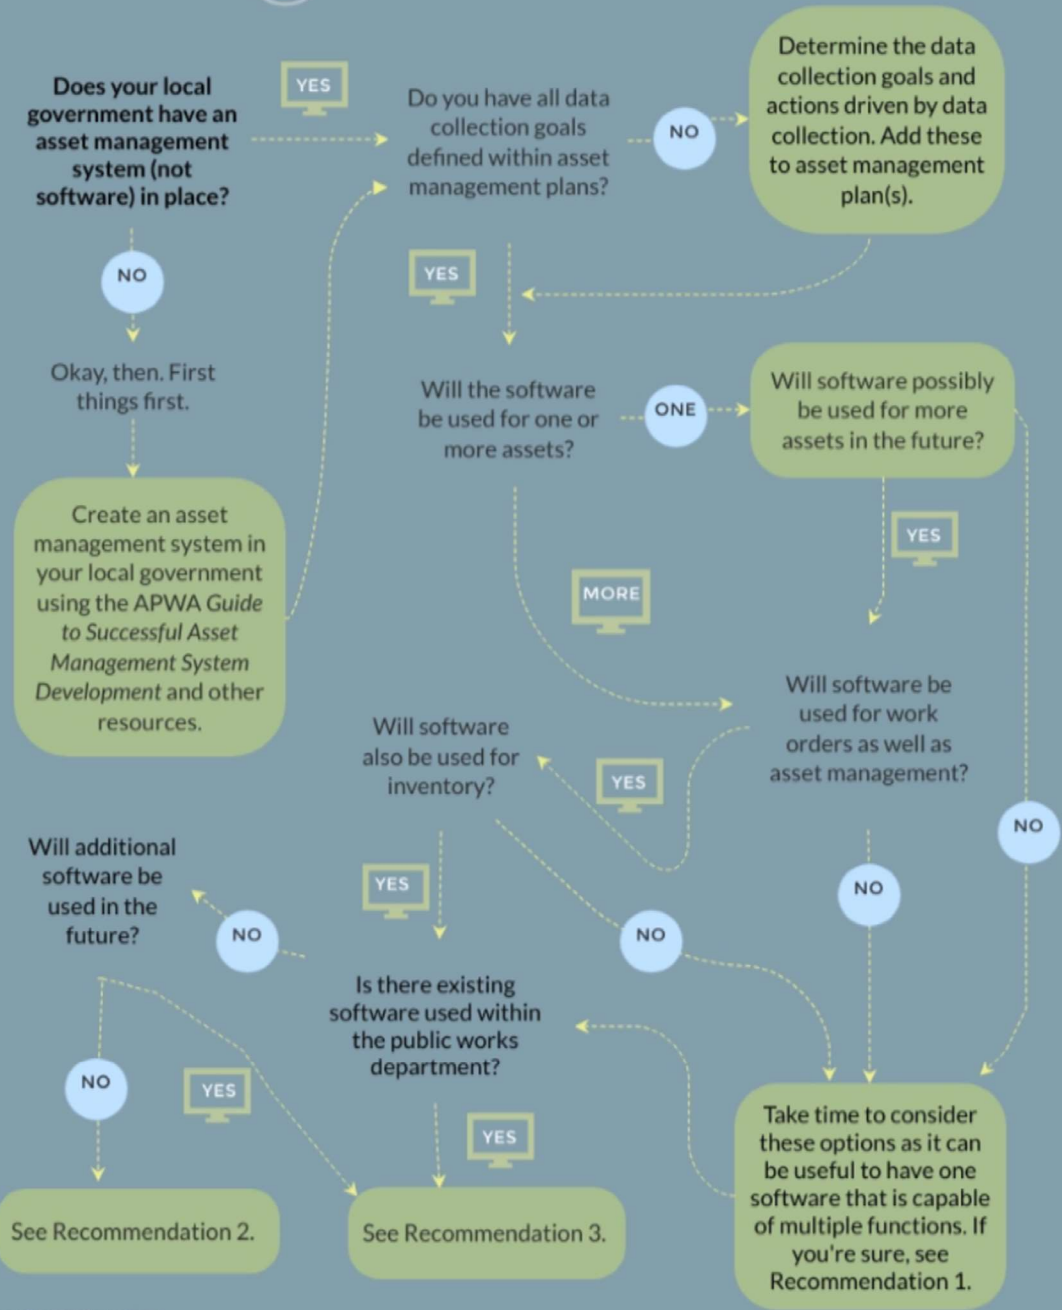 Does your local
government have an
asset management
system (not
software) in place?
YES
Do you have all data
collection goals
defined within asset
management plans?
NO
Determine the data
collection goals and
actions driven by data
collection. Add these
to asset management
plan(s).
NO
YES
Okay, then. First
things first.
Will the software
be used for one or
more assets?
ONE
Will software possibly
be used for more
assets in the future?
Create an asset
management system in
your local government
using the APWA Guide
to Successful Asset
Management System
Development and other
resources.
YES
MORE
Will software be
used for work
orders as well as
asset management?
Will software
also be used for
inventory?
YES
NO
Will additional
software be
used in the
future?
YES
NO
NO
NO
Is there existing
software used within
the public works
department?
NO
YES
YES
Take time to consider
these options as it can
be useful to have one
software that is capable
of multiple functions. If
you're sure, see
Recommendation 1.
See Recommendation 2.
See Recommendation 3.